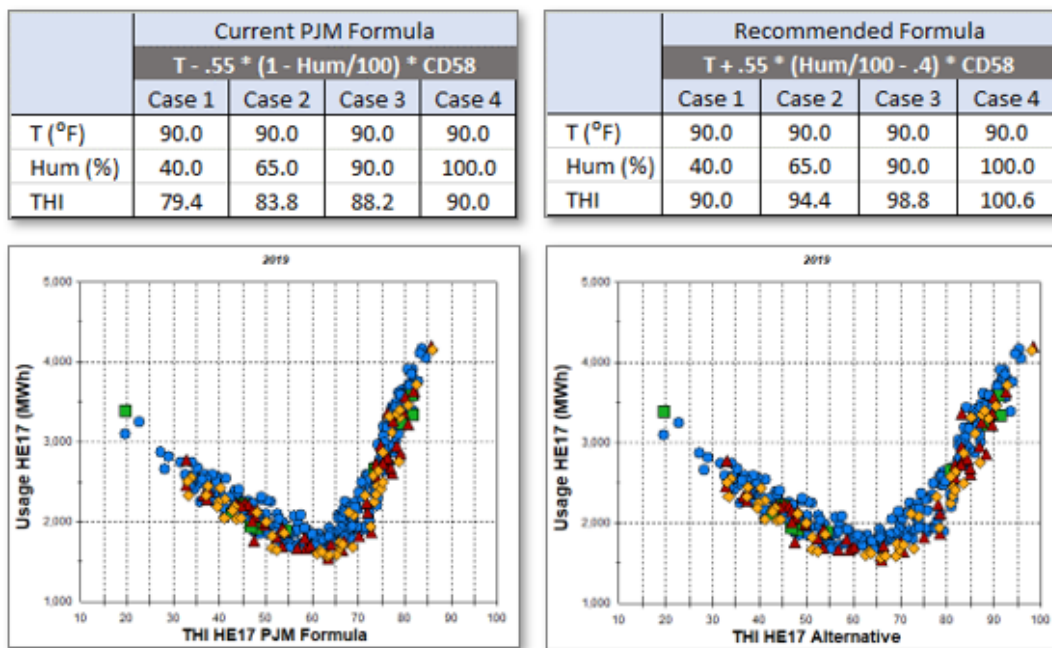 Current PJM Formula
T - .55 * (1 - Hum/100) * CD58
Case 1 Case 2 Case 3 Case 4
T (°F) 90.0 90.0 90.0 90.0
Hum (%) 40.0 65.0 90.0 100.0
THI 79.4 83.8 88.2 90.0
Recommended Formula
T + .55 * (Hum/100 - .4) * CD58
Case 1 Case 2 Case 3 Case 4
T (°F) 90.0 90.0 90.0 90.0
Hum (%) 40.0 65.0 90.0 100.0
THI 90.0 94.4 98.8 100.6
2019
Usage HE17 (MWh)
5,000
4,000
3,000
2,000
1,000
10 20 30 40 50 60 70 80 90 100
THI HE17 PJM Formula
2019
Usage HE17 (MWh)
5,000
4,000
3,000
2,000
1,000
10 20 30 40 50 60 70 80 90 100
THI HE17 Alternative